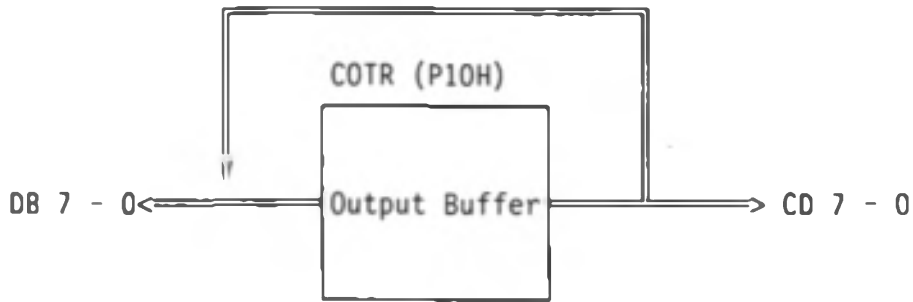 COTR (P10H)
DB 7 - 0
Output Buffer
CD 7 - 0